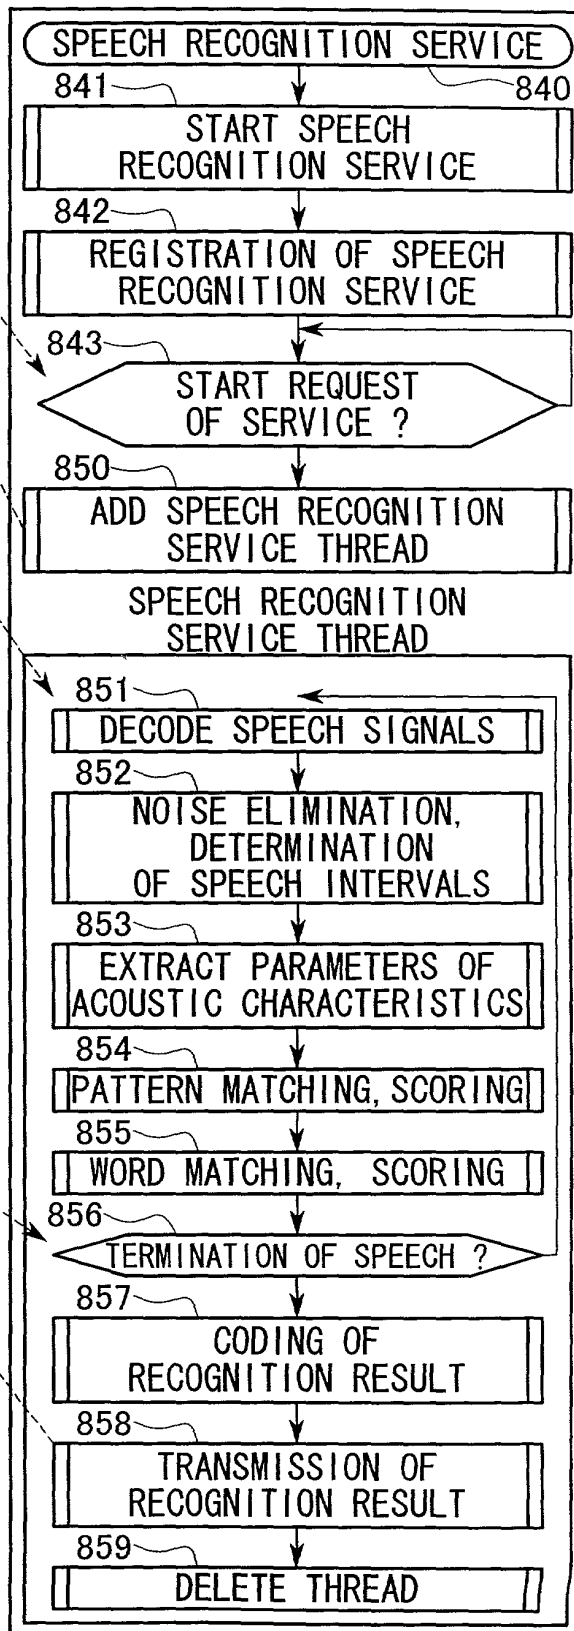 SPEECH RECOGNITION SERVICE
840
841
START SPEECH
RECOGNITION SERVICE
842
REGISTRATION OF SPEECH
RECOGNITION SERVICE
843
START REQUEST
OF SERVICE ?
850
ADD SPEECH RECOGNITION
SERVICE THREAD
SPEECH RECOGNITION
SERVICE THREAD
851
DECODE SPEECH SIGNALS
852
NOISE ELIMINATION,
DETERMINATION
OF SPEECH INTERVALS
853
EXTRACT PARAMETERS OF
ACOUSTIC CHARACTERISTICS
854
PATTERN MATCHING, SCORING
855
WORD MATCHING, SCORING
856
TERMINATION OF SPEECH ?
857
CODING OF
RECOGNITION RESULT
858
TRANSMISSION OF
RECOGNITION RESULT
859
DELETE THREAD